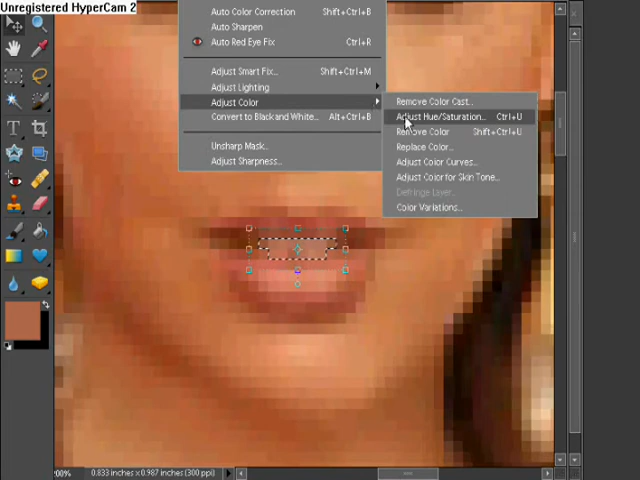 Unregistered HyperCam 2
Auto Color Correction Shift+Ctrl+B
Auto Sharpen
Auto Red Eye Fix Ctrl+R
Adjust Smart Fix... Shift+Ctrl+M
Adjust Lighting
Adjust Color
Convert to Black and White... Alt+Ctrl+B
Unsharp Mask...
Adjust Sharpness...
Remove Color Cast...
Adjust Hue/Saturation... Ctrl+U
Remove Color Shift+Ctrl+U
Replace Color...
Adjust Color Curves...
Adjust Color for Skin Tone...
Defringe Layer...
Color Variations...
0.833 inches x 0.987 inches (300 ppi)